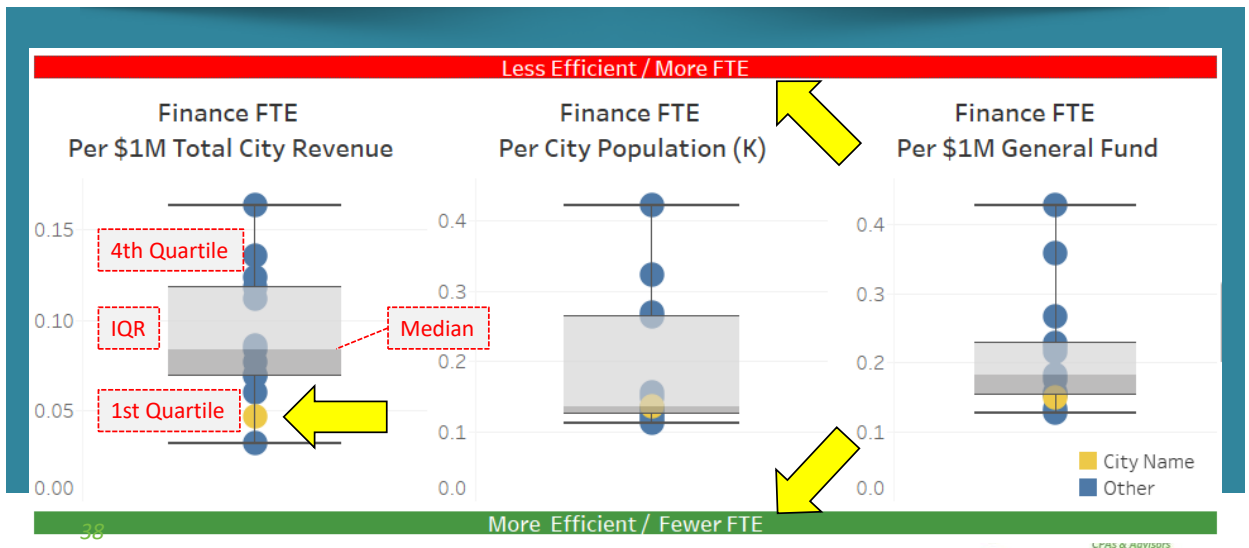 Less Efficient / More FTE
Finance FTE
Per $1M Total City Revenue
0.15
0.10
0.05
0.00
4th Quartile
IQR
Median
1st Quartile
Finance FTE
Per City Population (K)
0.4
0.3
0.2
0.1
0.0
Finance FTE
Per $1M General Fund
0.4
0.3
0.2
0.1
0.0
City Name
Other
More Efficient / Fewer FTE
38
CPAs & Advisors